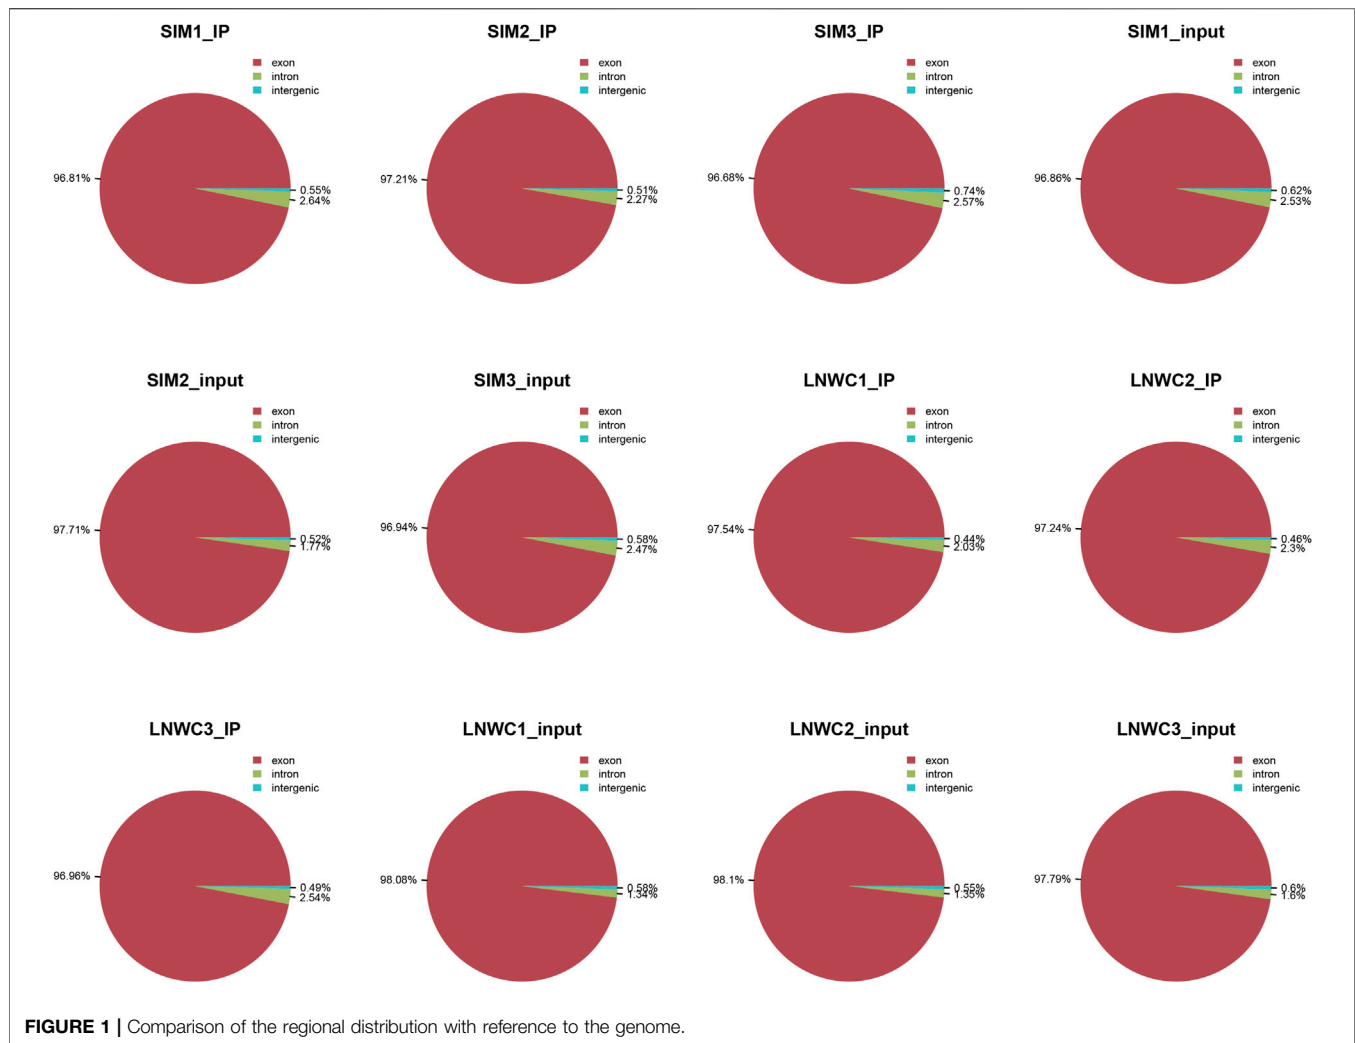 SIM1_IP
exon
intron
intergenic
96.81%
0.55%
2.64%
SIM2_IP
exon
intron
intergenic
97.21%
0.51%
2.27%
SIM3_IP
exon
intron
intergenic
96.68%
0.74%
2.57%
SIM1_input
exon
intron
intergenic
96.86%
0.62%
2.53%
SIM2_input
exon
intron
intergenic
97.71%
0.52%
1.77%
SIM3_input
exon
intron
intergenic
96.94%
0.58%
2.47%
LNWC1_IP
exon
intron
intergenic
97.54%
0.44%
2.03%
LNWC2_IP
exon
intron
intergenic
97.24%
0.46%
2.3%
LNWC3_IP
exon
intron
intergenic
96.96%
0.49%
2.54%
LNWC1_input
exon
intron
intergenic
98.08%
0.58%
1.34%
LNWC2_input
exon
intron
intergenic
98.1%
0.55%
1.35%
LNWC3_input
exon
intron
intergenic
97.79%
0.6%
1.6%
FIGURE 1 | Comparison of the regional distribution with reference to the genome.